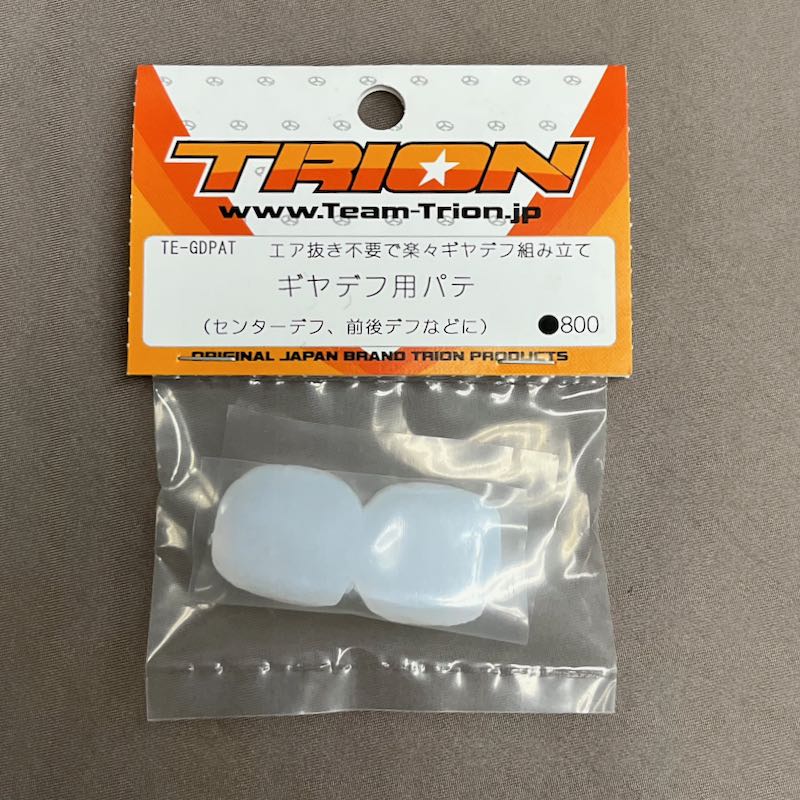 TRION
www.Team-Trion.jp
TE-GDPAT エア抜き不要で楽々ギヤデフ組み立て
ギヤデフ用パテ
(センターデフ、前後デフなどに) ●800
ORIGINAL JAPAN BRAND TRION PRODUCTS